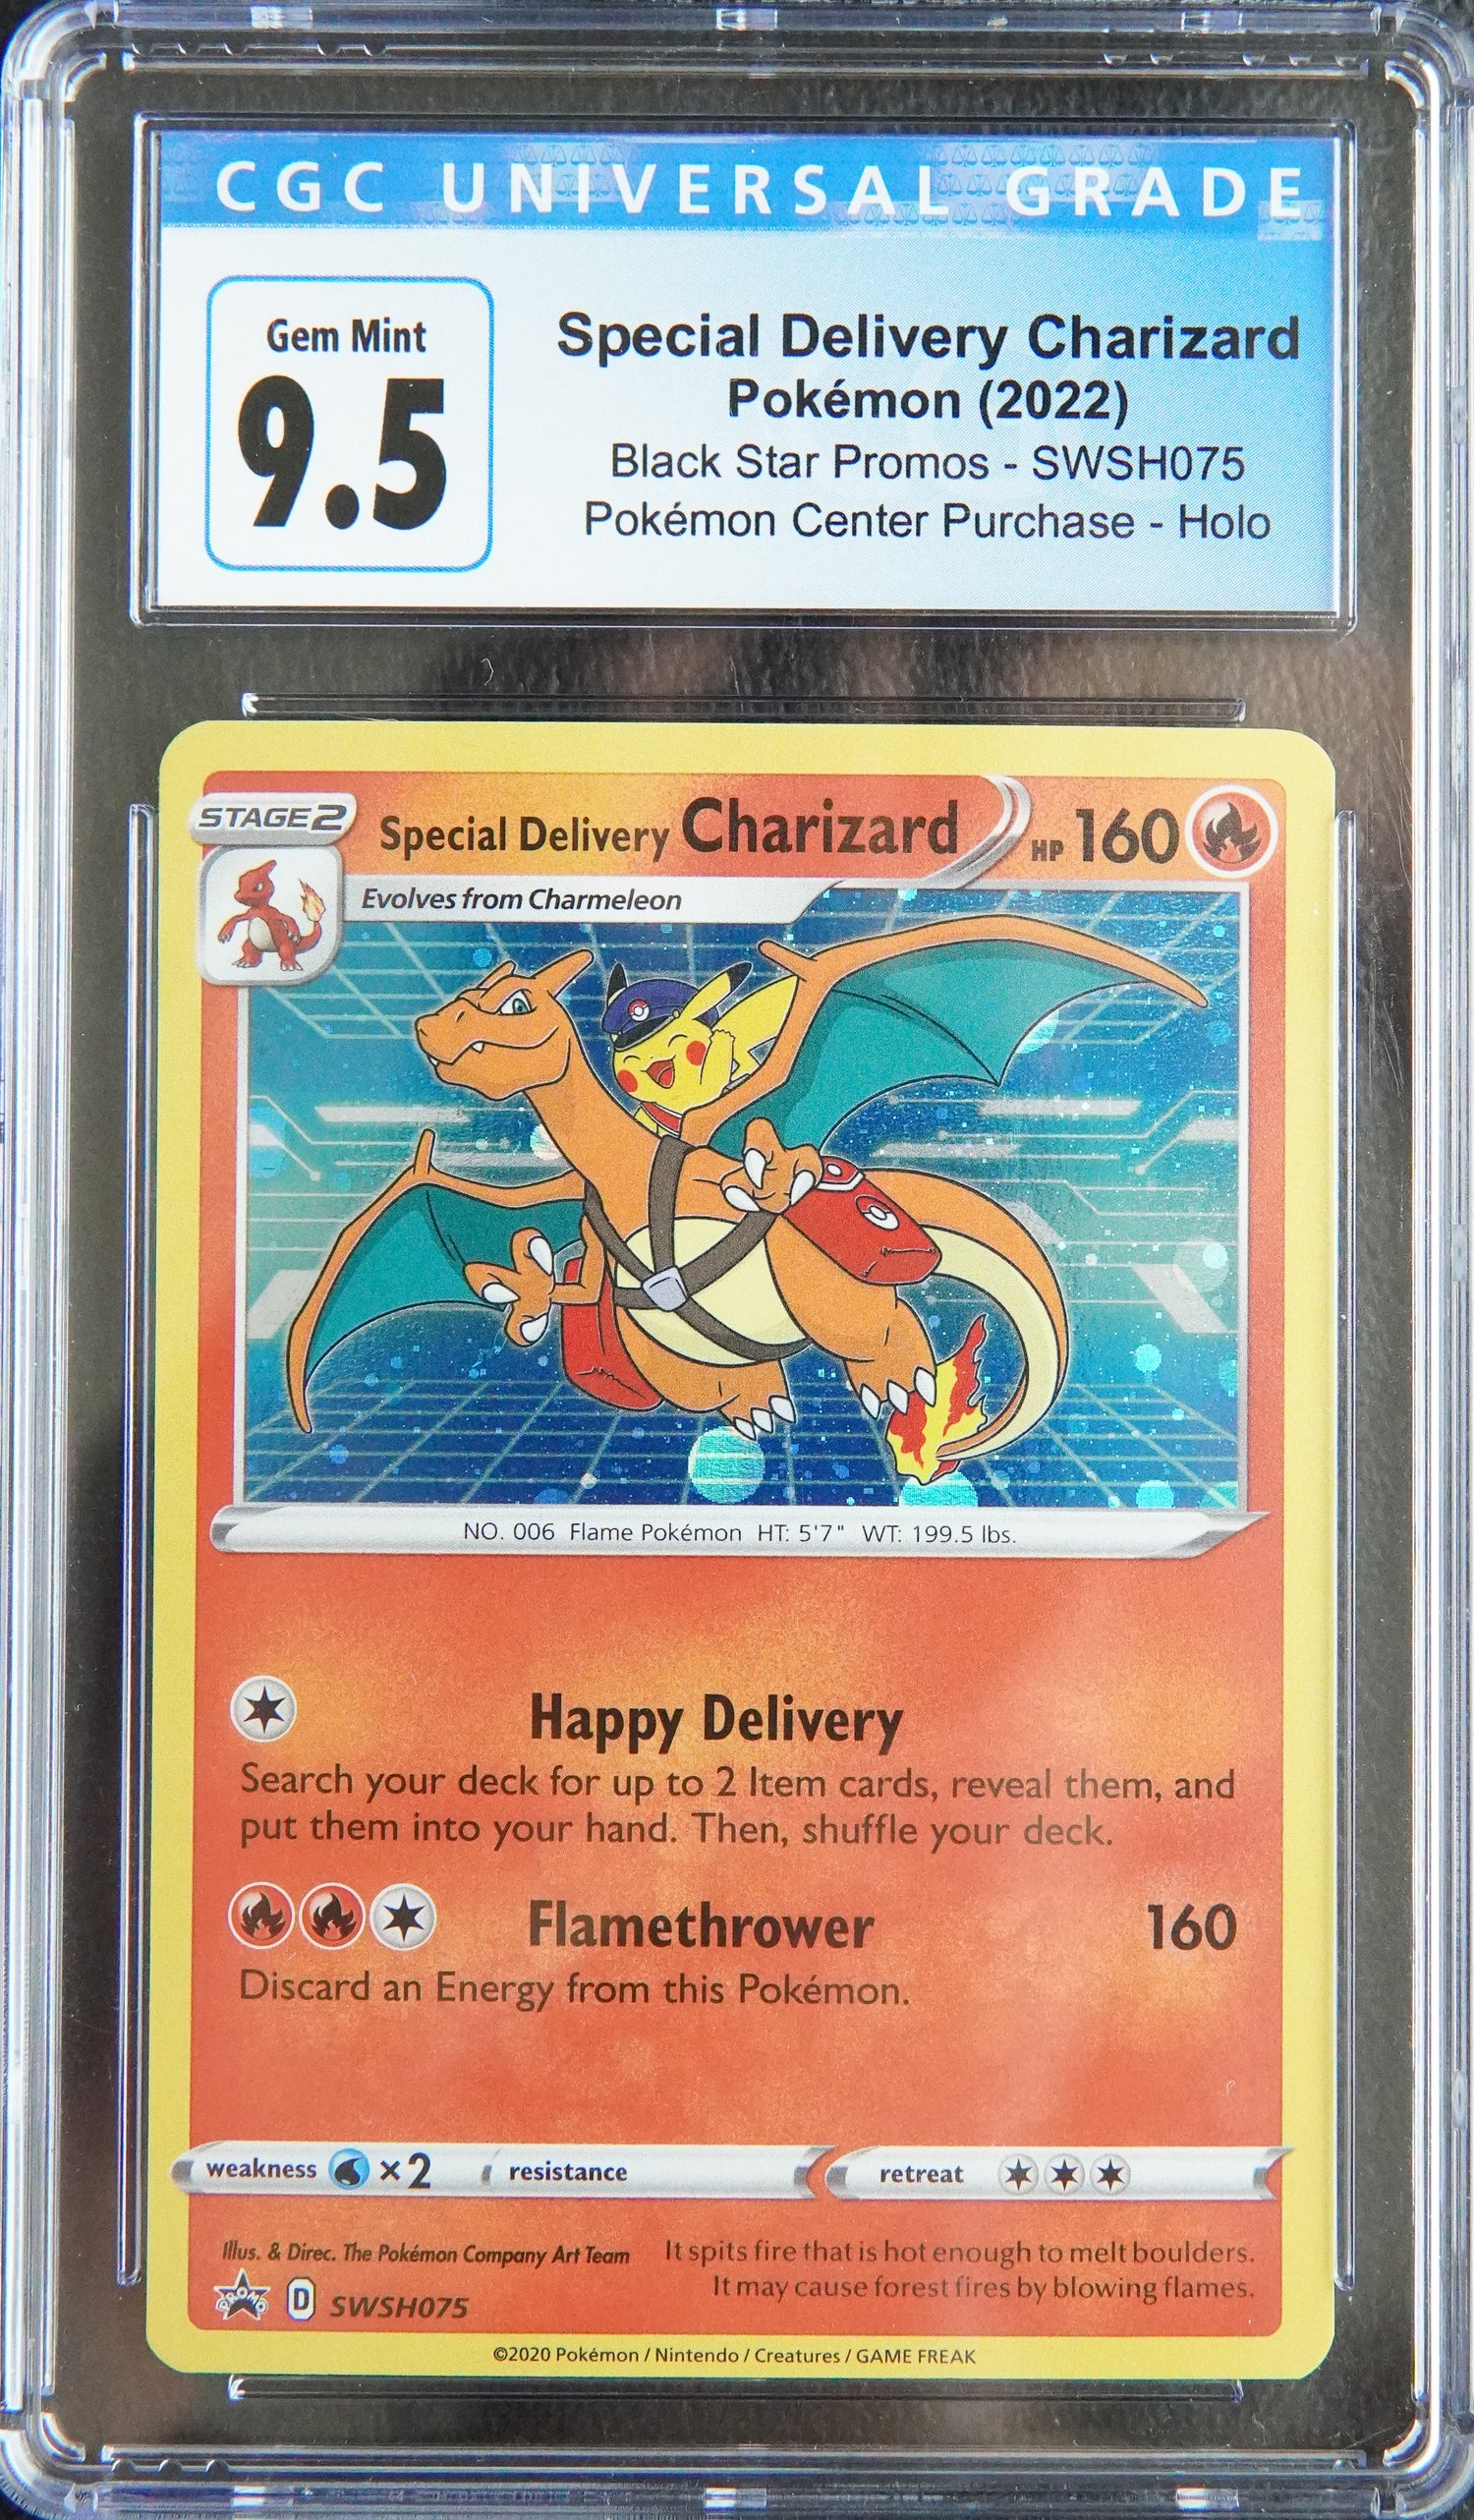 CGC UNIVERSAL GRADE
Gem Mint
9.5
Special Delivery Charizard
Pokémon (2022)
Black Star Promos - SWSH075
Pokémon Center Purchase - Holo
STAGE 2
Special Delivery Charizard HP 160
Evolves from Charmeleon
NO. 006 Flame Pokémon HT: 5'7" WT: 199.5 lbs.
Happy Delivery
Search your deck for up to 2 Item cards, reveal them, and
put them into your hand. Then, shuffle your deck.
Flamethrower 160
Discard an Energy from this Pokémon.
weakness ×2 resistance retreat
Illus. & Direc. The Pokémon Company Art Team
It spits fire that is hot enough to melt boulders.
It may cause forest fires by blowing flames.
PROMO D SWSH075
©2020 Pokémon / Nintendo / Creatures / GAME FREAK